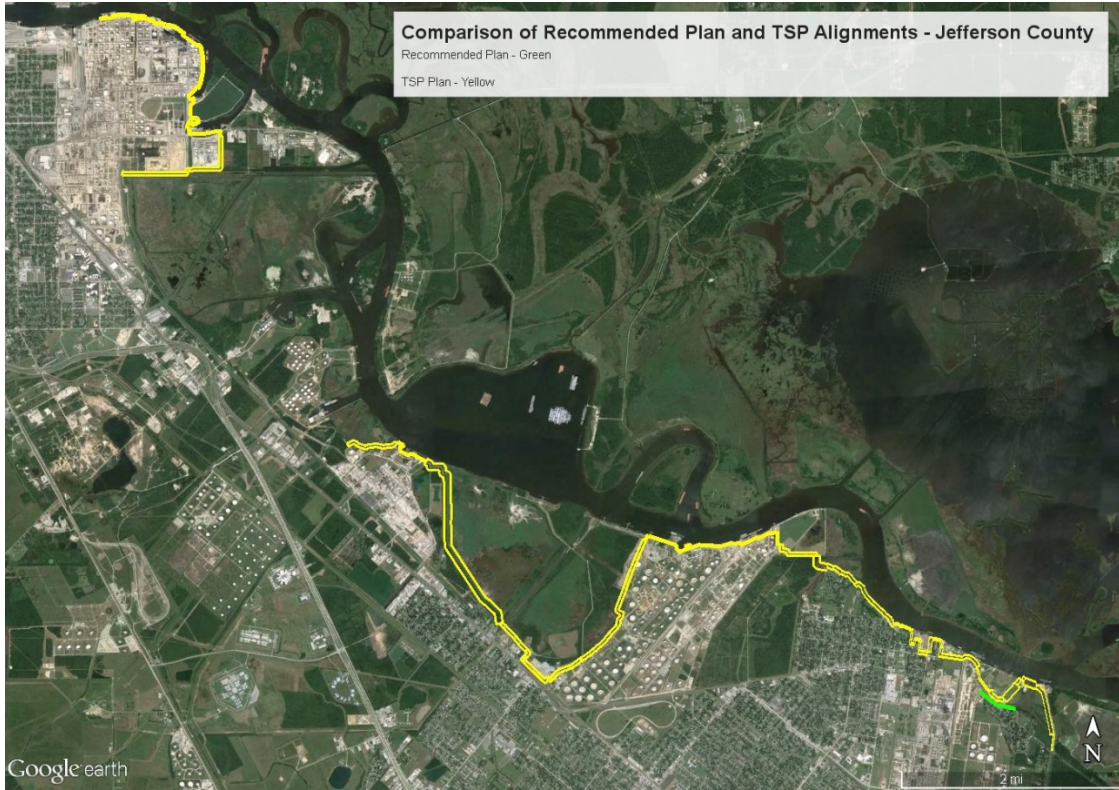 Comparison of Recommended Plan and TSP Alignments - Jefferson County
Recommended Plan - Green
TSP Plan - Yellow
N
Google earth
2 mi